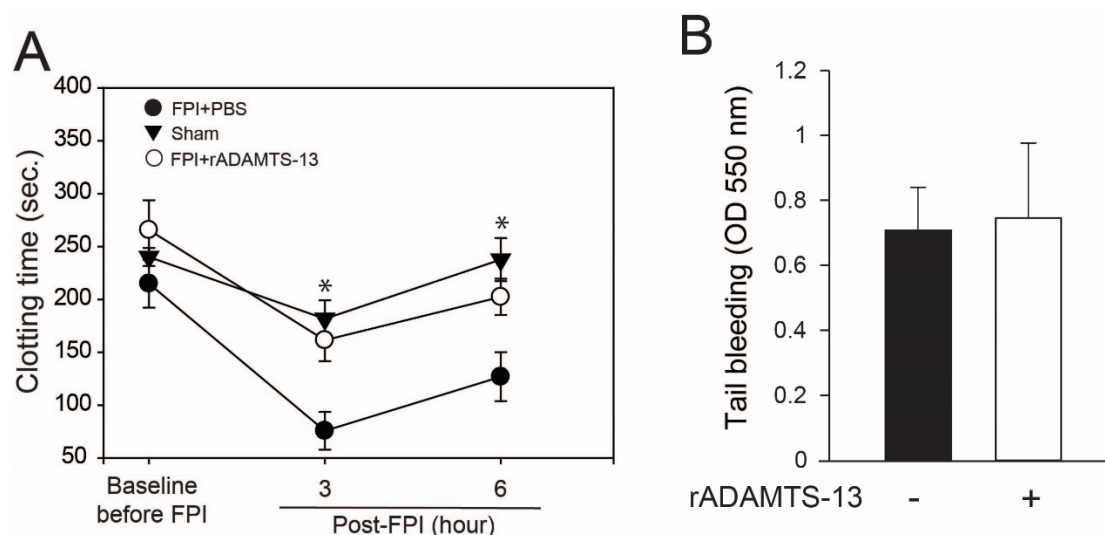 A
Clotting time (sec.)
400
350
300
250
200
150
100
50
FPI+PBS
Sham
FPI+rADAMTS-13
*
*
Baseline
before FPI
3
6
Post-FPI (hour)
B
Tail bleeding (OD 550 nm)
1.2
1
0.8
0.6
0.4
0.2
0
rADAMTS-13 - +